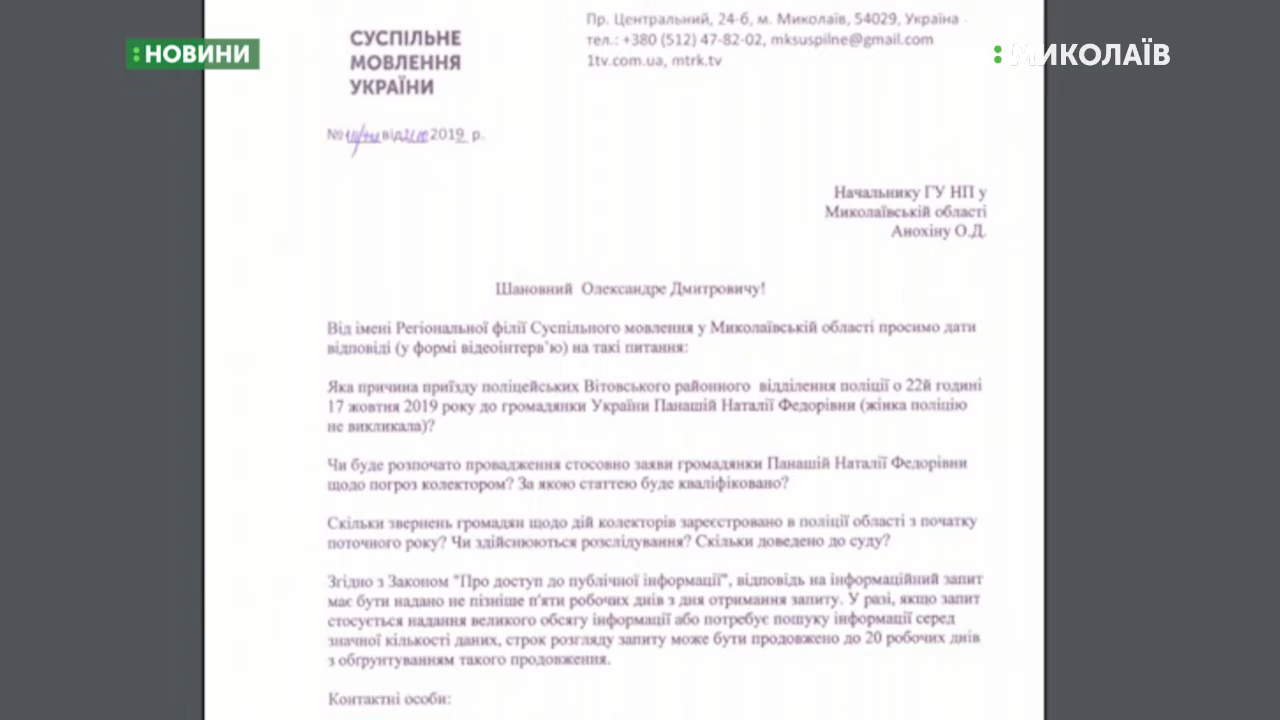 : НОВИНИ
: МИКОЛАЇВ
СУСПІЛЬНЕ
МОВЛЕННЯ
УКРАЇНИ
Пр. Центральний, 24-б, м. Миколаїв, 54029, Україна
тел.: +380 (512) 47-82-02, mksuspilne@gmail.com
1tv.com.ua, mtrk.tv
№ від 2019 р.
Начальнику ГУ НП у
Миколаївській області
Анохіну О.Д.
Шановний Олександре Дмитровичу!
Від імені Регіональної філії Суспільного мовлення у Миколаївській області просимо дати
відповіді (у формі відеоінтерв'ю) на такі питання:
Яка причина приїзду поліцейських Вітовського районного відділення поліції о 22й годині
17 жовтня 2019 року до громадянки України Панашій Наталії Федорівни (жінка поліцію
не викликала)?
Чи буде розпочато провадження стосовно заяви громадянки Панашій Наталії Федорівни
щодо погроз колектором? За якою статтею буде кваліфіковано?
Скільки звернень громадян щодо дій колекторів зареєстровано в поліції області з початку
поточного року? Чи здійснюються розслідування? Скільки доведено до суду?
Згідно з Законом "Про доступ до публічної інформації", відповідь на інформаційний запит
має бути надано не пізніше п'яти робочих днів з дня отримання запиту. У разі, якщо запит
стосується надання великого обсягу інформації або потребує пошуку інформації серед
значної кількості даних, строк розгляду запиту може бути продовжено до 20 робочих днів
з обґрунтуванням такого продовження.
Контактні особи: